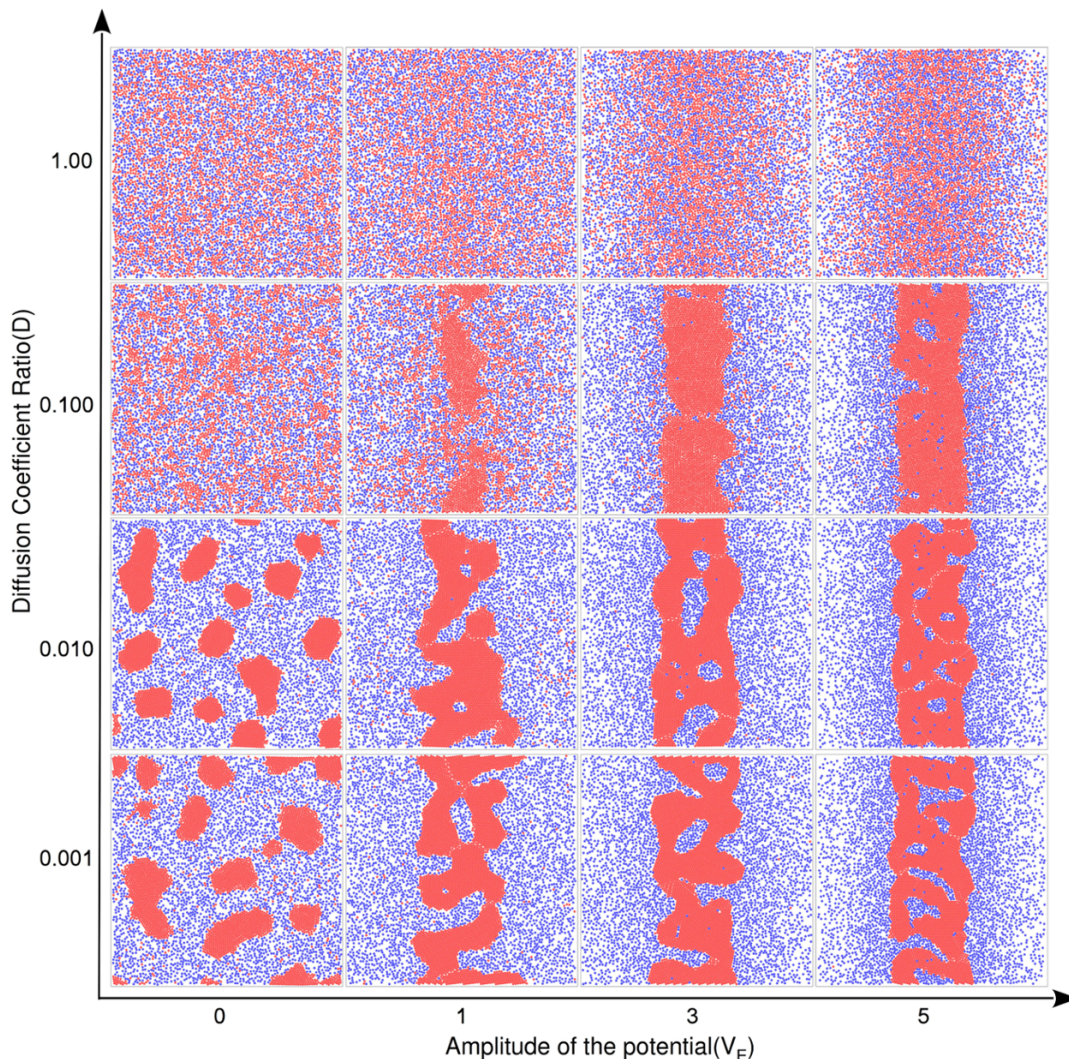 1.00
0.100
0.010
0.001
Diffusion Coefficient Ratio(D)
0 1 3 5
Amplitude of the potential(V_F)